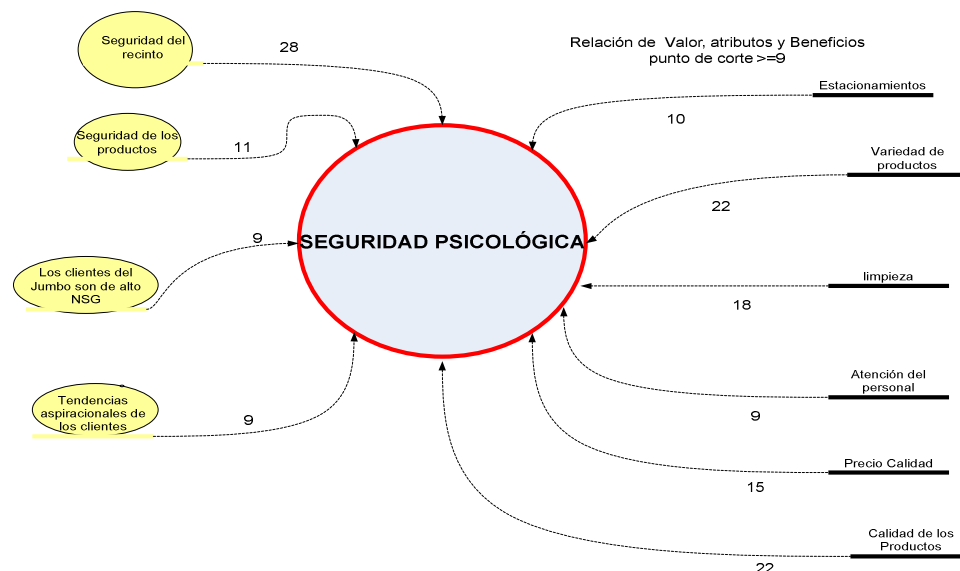 Seguridad del
recinto
28
Relación de Valor, atributos y Beneficios
punto de corte >=9
Estacionamientos
10
Seguridad de los
productos
11
Variedad de
productos
22
SEGURIDAD PSICOLÓGICA
9
Los clientes del
Jumbo son de alto
NSG
limpieza
18
Tendencias
aspiracionales de
los clientes
9
Atención del
personal
9
Precio Calidad
15
Calidad de los
Productos
22